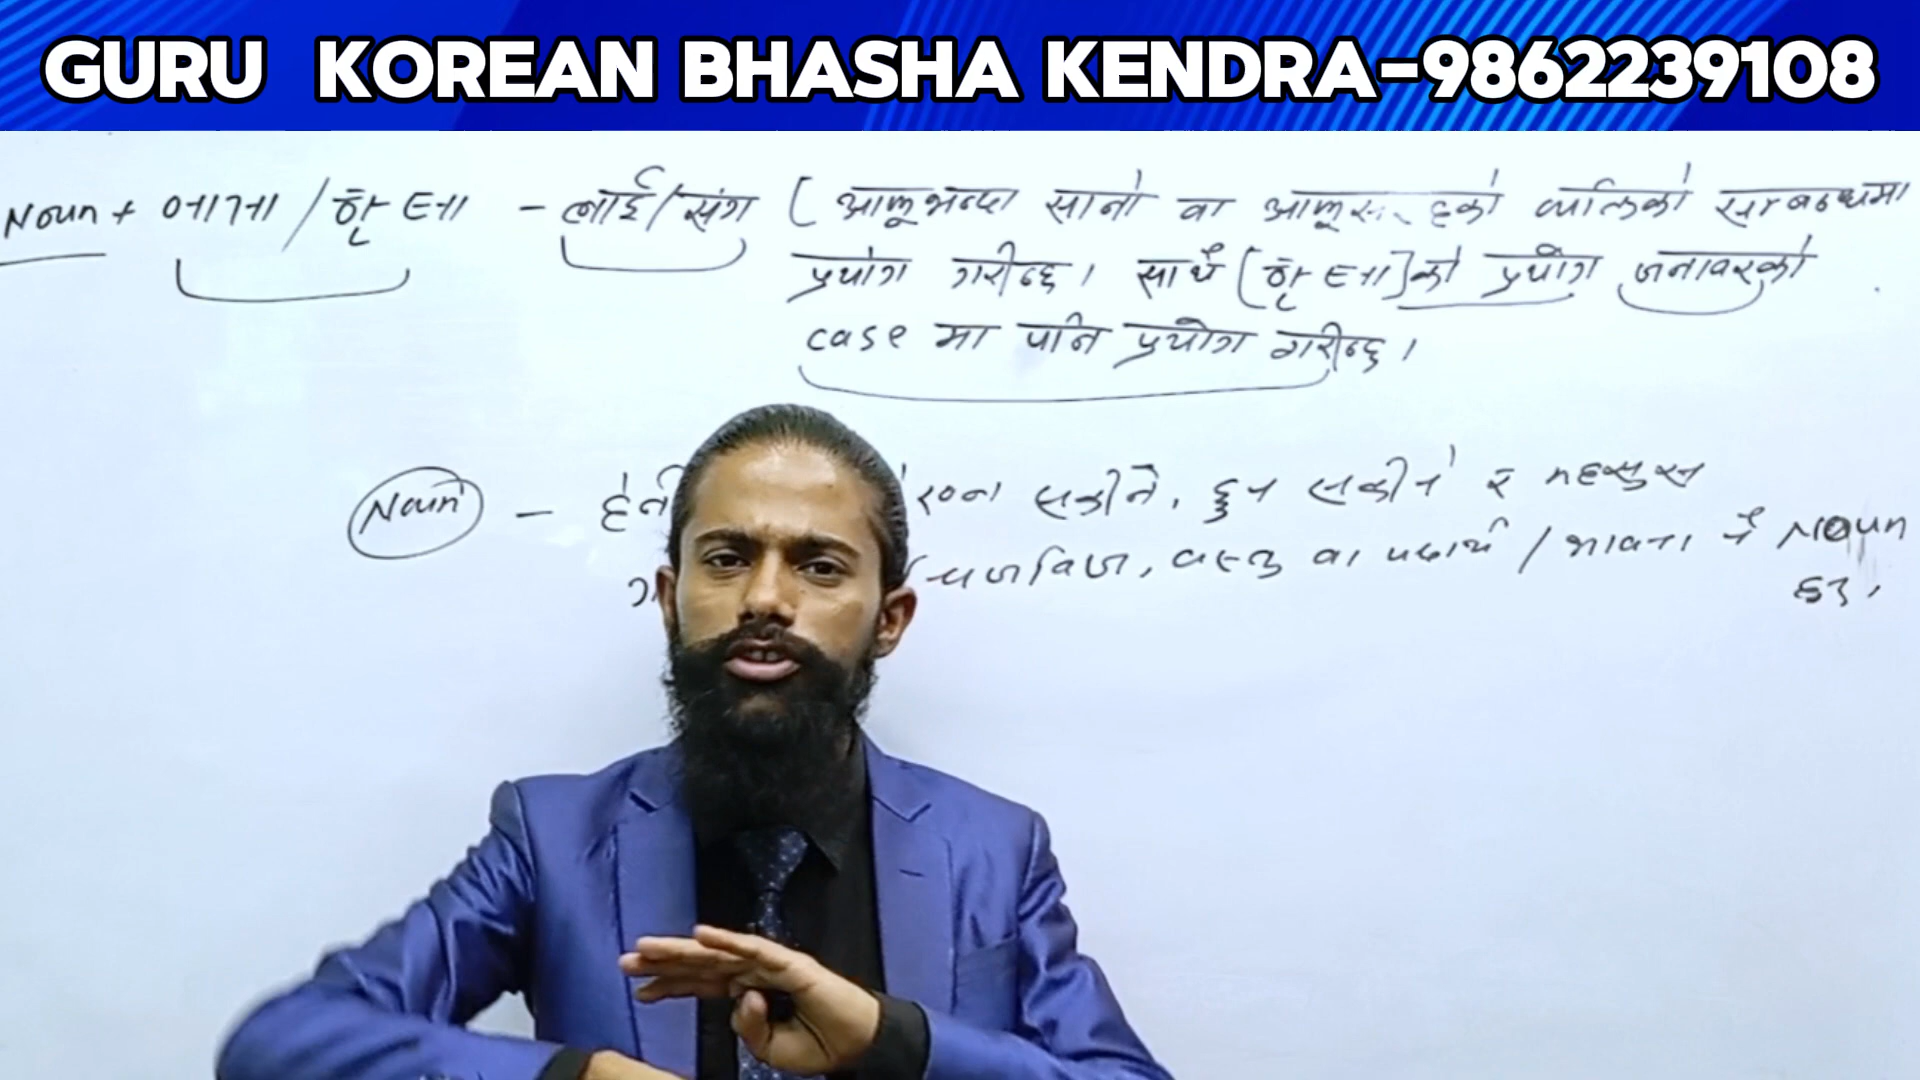 GURU KOREAN BHASHA KENDRA-9862239108
Noun + 에게 / 한테 - लाई/संग [ आफूभन्दा सानो वा आफूसरहको व्यक्तिको सम्बन्धमा
प्रयोग गरीन्छ। साथै [한테]को प्रयोग जनावरको
case मा पनि प्रयोग गरीन्छ।
Noun - सकीने, छुन सकीने र महसुस
वस्तु वा पदार्थ / भावना नै Noun
हुन्।